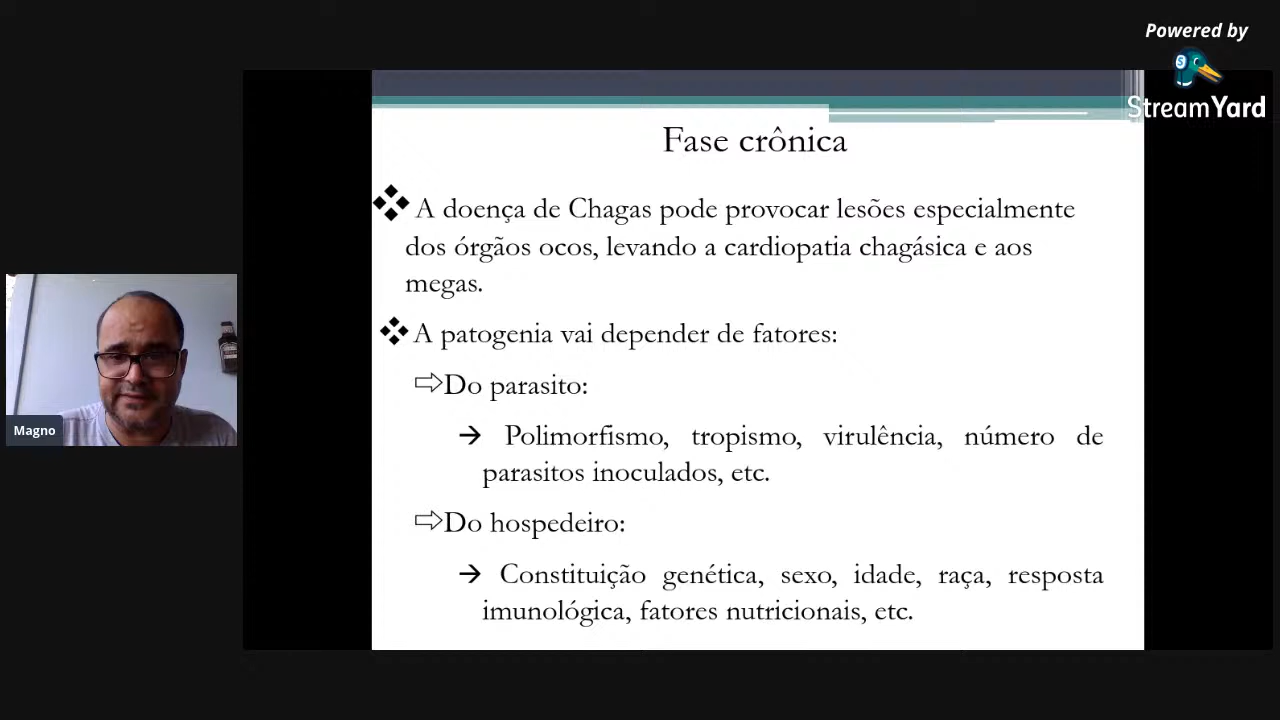 Powered by
StreamYard
Fase crônica
A doença de Chagas pode provocar lesões especialmente
dos órgãos ocos, levando a cardiopatia chagásica e aos
megas.
A patogenia vai depender de fatores:
Do parasito:
Polimorfismo, tropismo, virulência, número de
parasitos inoculados, etc.
Do hospedeiro:
Constituição genética, sexo, idade, raça, resposta
imunológica, fatores nutricionais, etc.
Magno